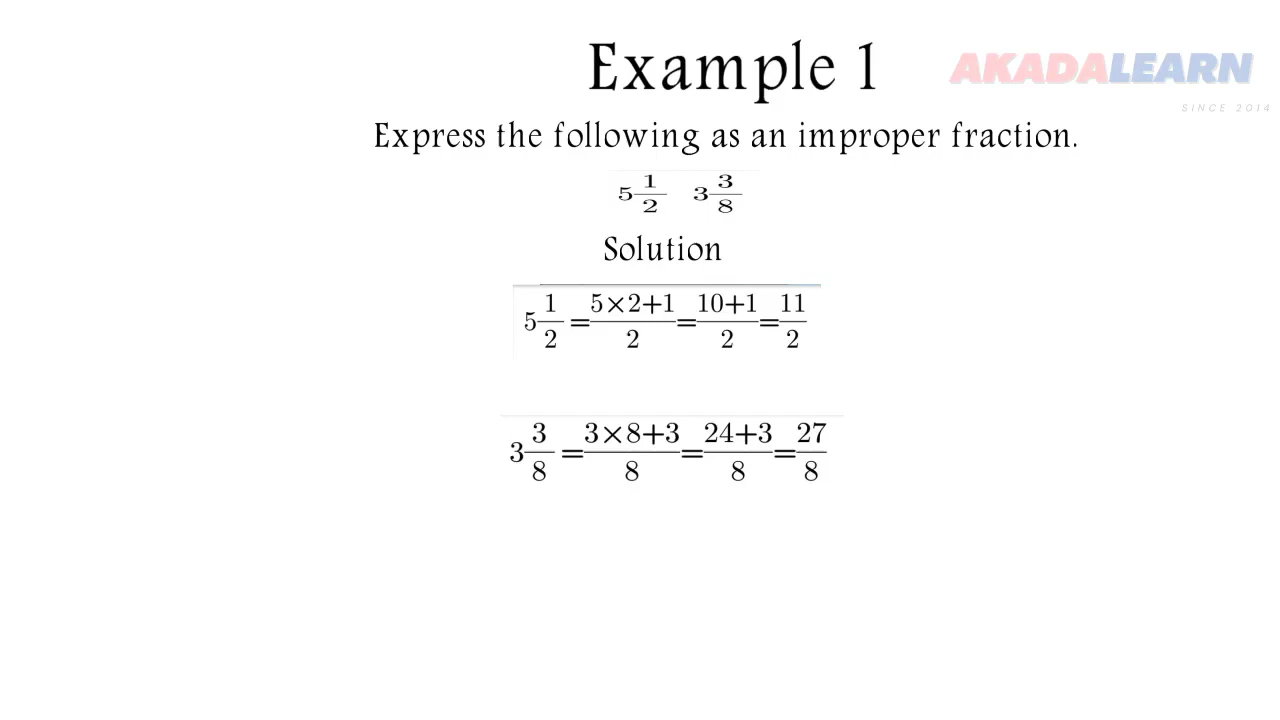 Example 1
AKADALEARN
SINCE 2014
Express the following as an improper fraction.
5 1/2 3 3/8
Solution
5 1/2 = 5×2+1/2 = 10+1/2 = 11/2
3 3/8 = 3×8+3/8 = 24+3/8 = 27/8